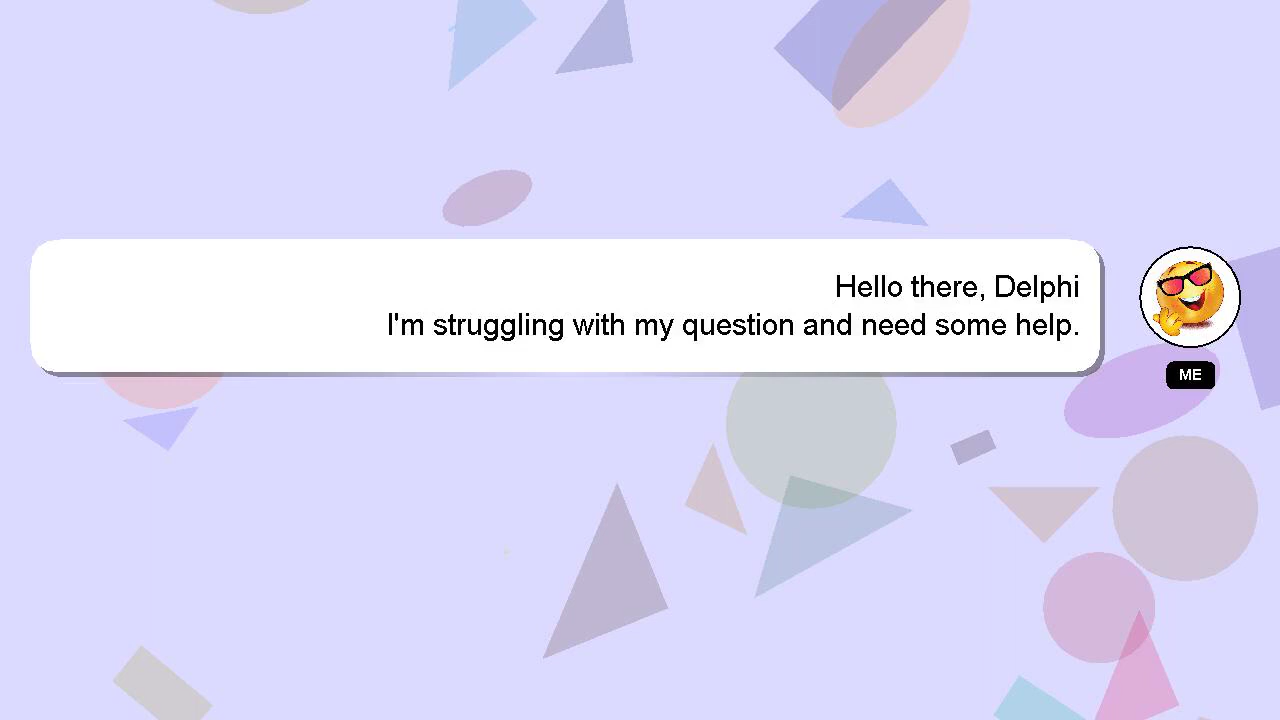 Hello there, Delphi
I'm struggling with my question and need some help.
ME